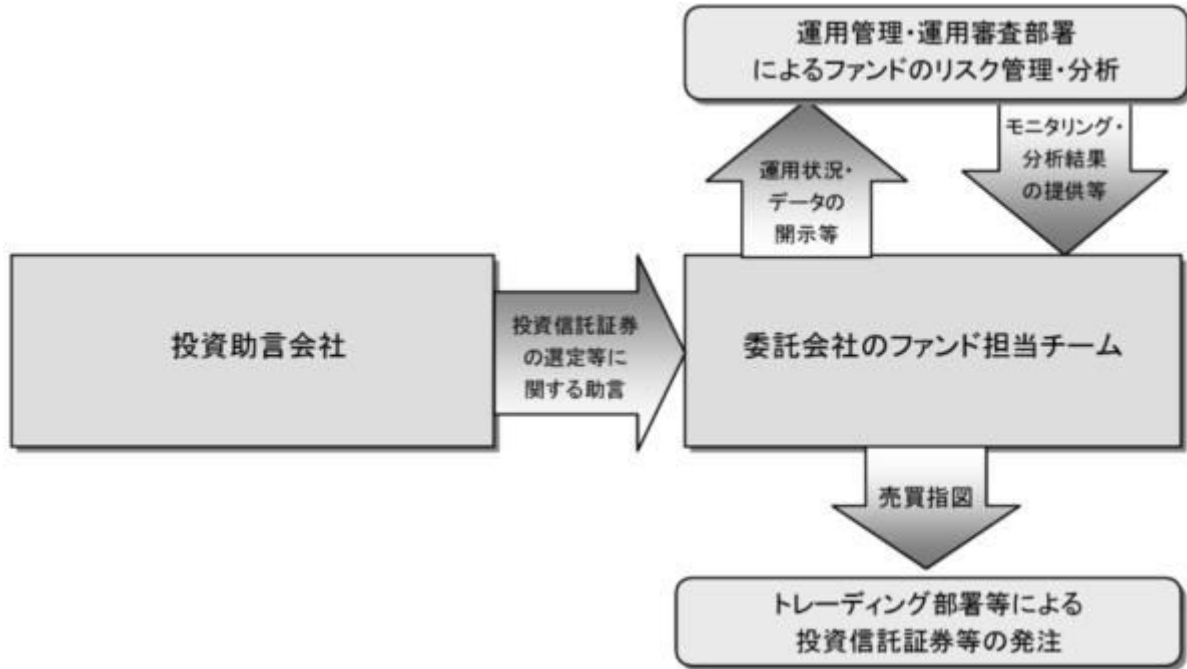 運用管理・運用審査部署
によるファンドのリスク管理・分析
運用状況・
データの
開示等
モニタリング・
分析結果
の提供等
投資助言会社
投資信託証券
の選定等に
関する助言
委託会社のファンド担当チーム
売買指図
トレーディング部署等による
投資信託証券等の発注